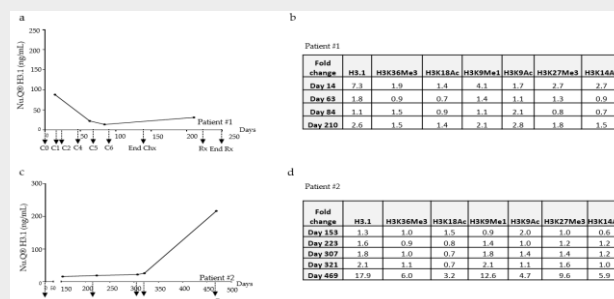 a
Nu.Q® H3.1 (ng/mL)
250
200
150
100
50
0
Patient #1
0
50
100
150
200
250
Days
C0 C1 C2 C4 C5 C6 End Ctx Rx End Rx
b
Patient #1
Fold change H3.1 H3K36Me3 H3K18Ac H3K9Me1 H3K9Ac H3K27Me3 H3K14A
Day 14 7.3 1.9 1.4 4.1 1.7 2.7 2.7
Day 63 1.8 0.9 0.7 1.4 1.1 1.3 0.9
Day 84 1.1 1.5 0.9 1.1 2.1 0.8 0.7
Day 210 2.6 1.5 1.4 2.1 2.8 1.8 1.5
c
Nu.Q® H3.1 (ng/mL)
300
200
100
0
Patient #2
0 10 150 200 250 300 350 400 450 500
Days
d
Patient #2
Fold change H3.1 H3K36Me3 H3K18Ac H3K9Me1 H3K9Ac H3K27Me3 H3K14A
Day 153 1.3 1.0 1.5 0.9 2.0 1.0 0.6
Day 223 1.6 0.9 0.8 1.4 1.0 1.2 1.2
Day 307 1.8 1.0 0.7 1.8 1.4 1.4 1.2
Day 321 2.1 1.1 0.7 2.1 1.1 1.6 1.0
Day 469 17.9 6.0 3.2 12.6 4.7 9.6 5.9